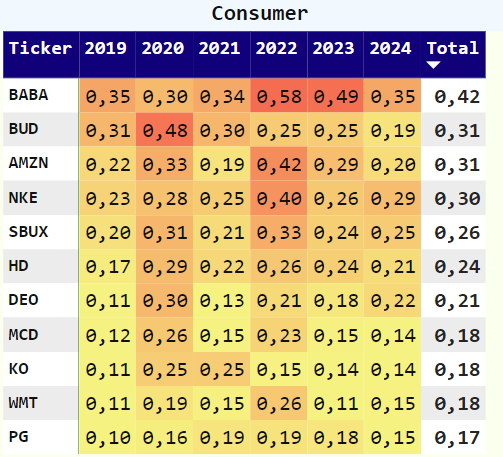 Consumer
Ticker 2019 2020 2021 2022 2023 2024 Total
BABA 0,35 0,30 0,34 0,58 0,49 0,35 0,42
BUD 0,31 0,48 0,30 0,25 0,25 0,19 0,31
AMZN 0,22 0,33 0,19 0,42 0,29 0,20 0,31
NKE 0,23 0,28 0,25 0,40 0,26 0,29 0,30
SBUX 0,20 0,31 0,21 0,33 0,24 0,25 0,26
HD 0,17 0,29 0,22 0,26 0,24 0,21 0,24
DEO 0,11 0,30 0,13 0,21 0,18 0,22 0,21
MCD 0,12 0,26 0,15 0,23 0,15 0,14 0,18
KO 0,11 0,25 0,25 0,15 0,14 0,14 0,18
WMT 0,11 0,19 0,15 0,26 0,11 0,15 0,18
PG 0,10 0,16 0,19 0,19 0,18 0,15 0,17